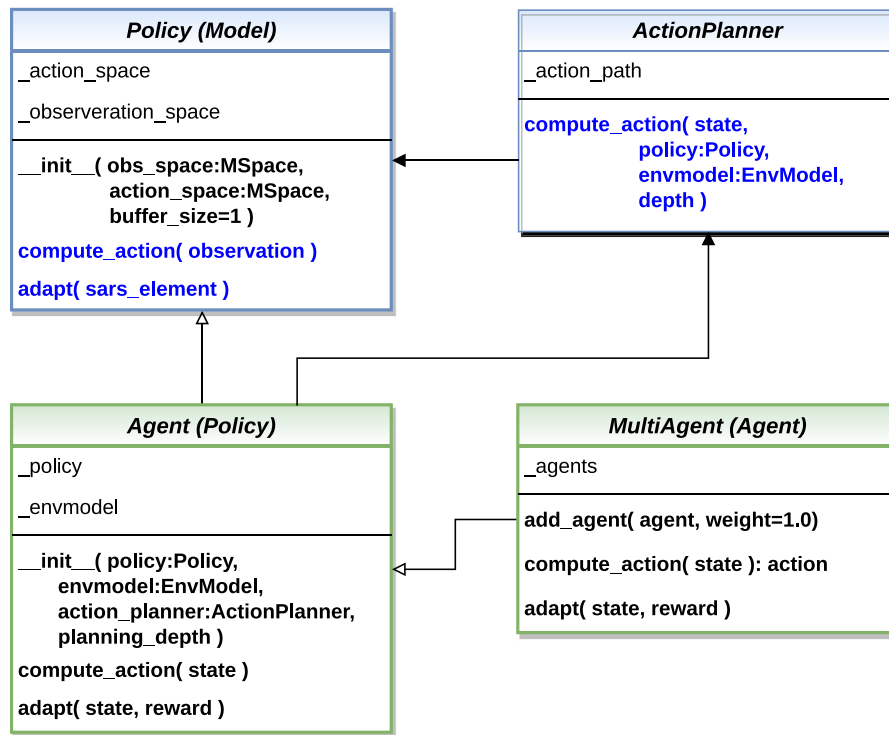 Policy (Model)
_action_space
_observeration_space
__init__( obs_space:MSpace,
action_space:MSpace,
buffer_size=1 )
compute_action( observation )
adapt( sars_element )
ActionPlanner
_action_path
compute_action( state,
policy:Policy,
envmodel:EnvModel,
depth )
Agent (Policy)
_policy
_envmodel
__init__( policy:Policy,
envmodel:EnvModel,
action_planner:ActionPlanner,
planning_depth )
compute_action( state )
adapt( state, reward )
MultiAgent (Agent)
_agents
add_agent( agent, weight=1.0)
compute_action( state ): action
adapt( state, reward )